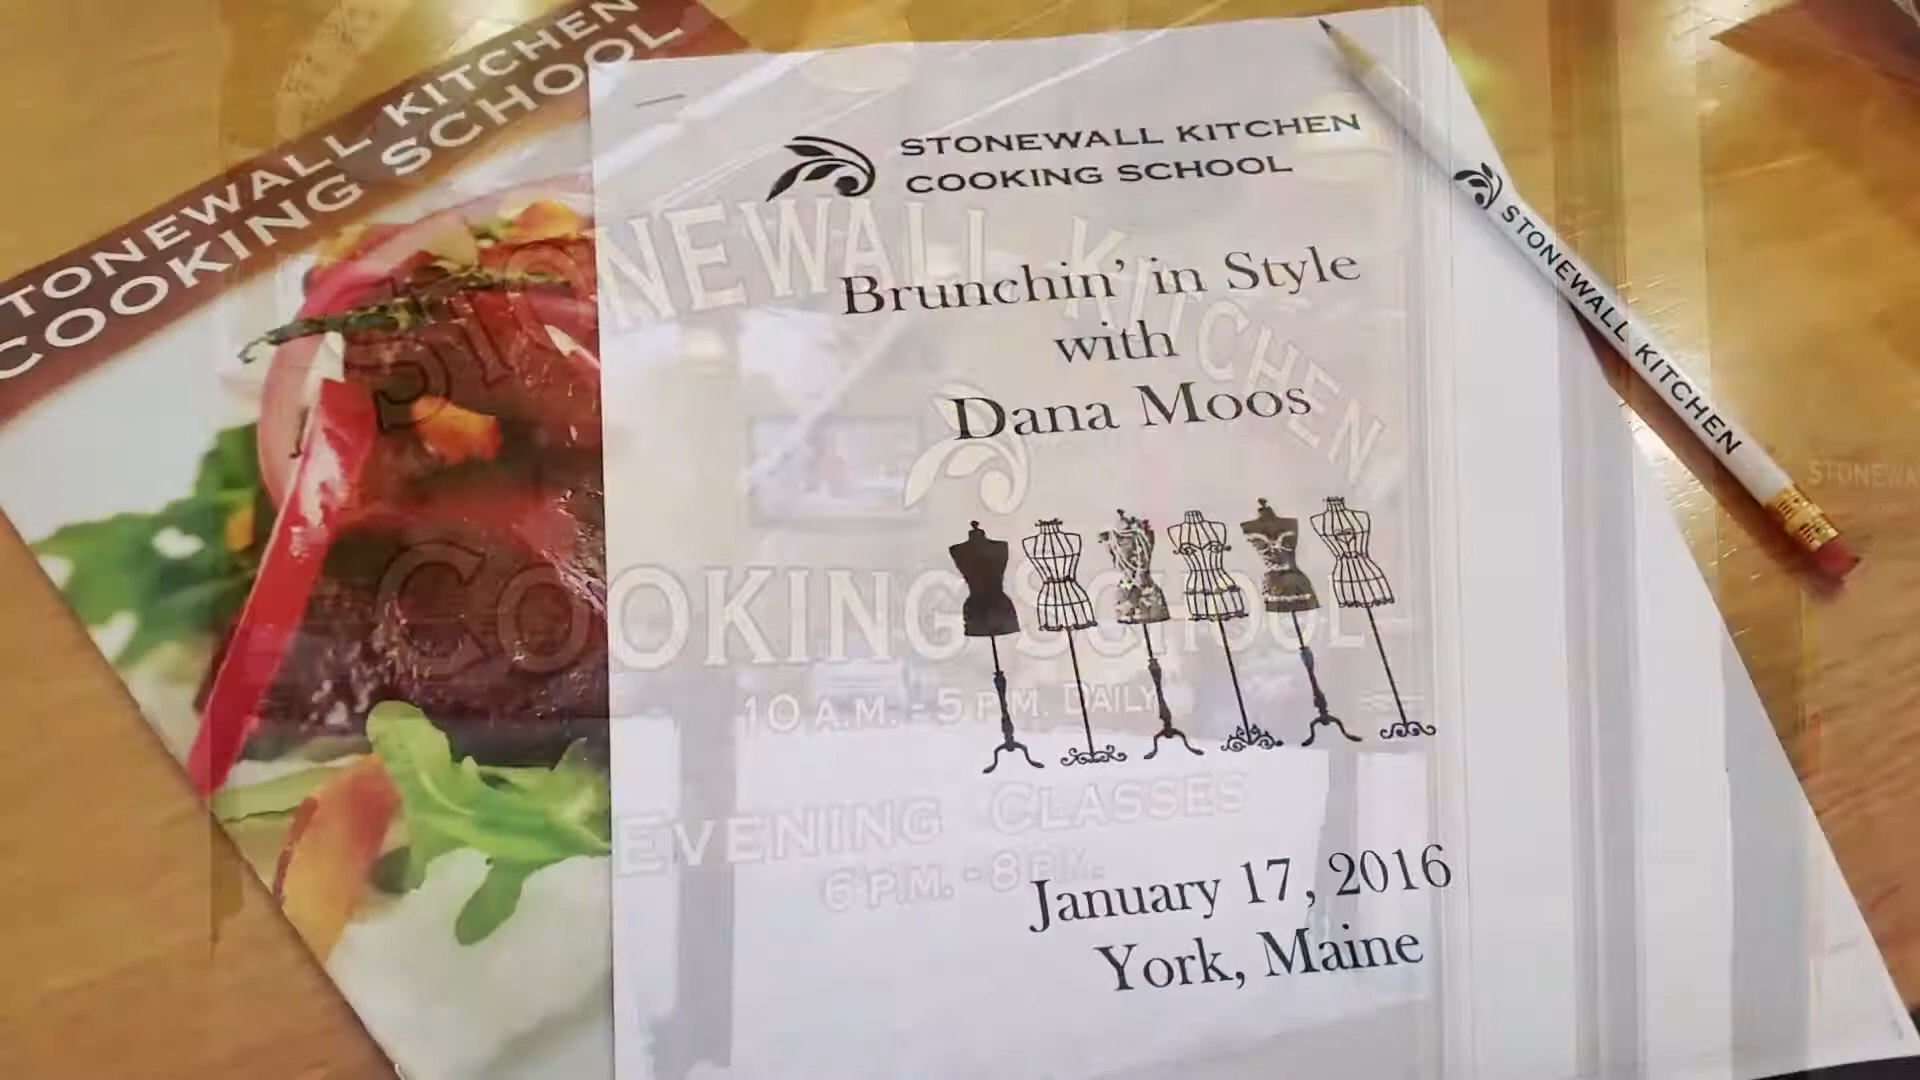 STONEWALL KITCHEN
COOKING SCHOOL
STONEWALL KITCHEN
COOKING SCHOOL
Brunchin' in Style
with
Dana Moos
January 17, 2016
York, Maine
STONEWALL KITCHEN
STONEWALL KITCHEN
COOKING SCHOOL
10 A.M. - 5 P.M. DAILY
EVENING CLASSES
6 P.M. - 8 P.M.